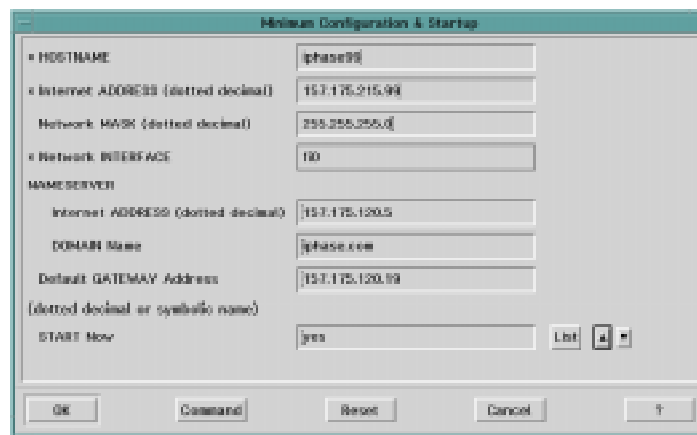 Minimum Configuration & Startup
* HOSTNAME iphase99
* Internet ADDRESS (dotted decimal) 157.175.215.99
Network MASK (dotted decimal) 255.255.255.0
* Network INTERFACE
NAMESERVER
Internet ADDRESS (dotted decimal) 157.175.120.5
DOMAIN Name iphase.com
Default GATEWAY Address 157.175.120.19
(dotted decimal or symbolic name)
START Now yes List
OK Command Reset Cancel ?